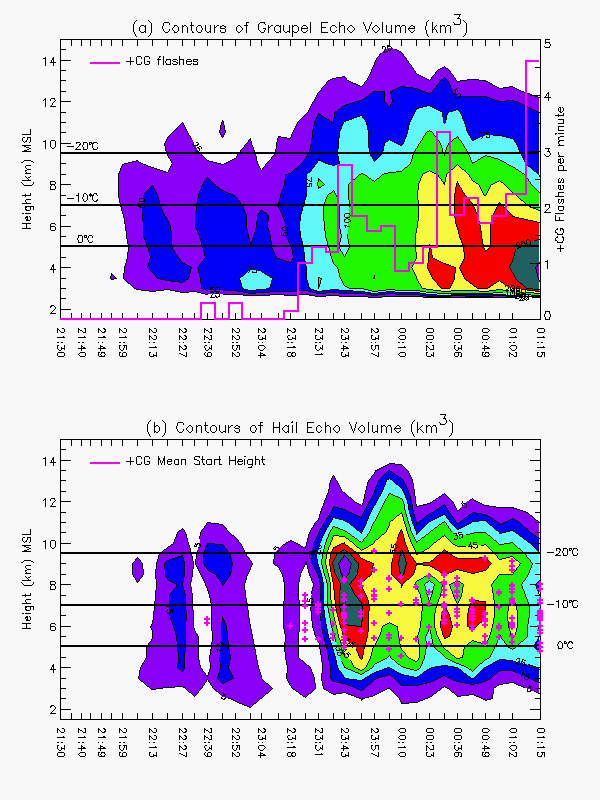 (a) Contours of Graupel Echo Volume (km3)
+CG flashes
Height (km) MSL
14
12
10
8
6
4
2
-20°C
-10°C
0°C
5
4
3
2
1
0
+CG Flashes per minute
21:30 21:40 21:49 21:59 22:13 22:27 22:39 22:52 23:04 23:18 23:31 23:43 23:57 00:10 00:23 00:36 00:49 01:02 01:15
(b) Contours of Hail Echo Volume (km3)
+CG Mean Start Height
Height (km) MSL
14
12
10
8
6
4
2
-20°C
-10°C
0°C
35
45
21:30 21:40 21:49 21:59 22:13 22:27 22:39 22:52 23:04 23:18 23:31 23:43 23:57 00:10 00:23 00:36 00:49 01:02 01:15